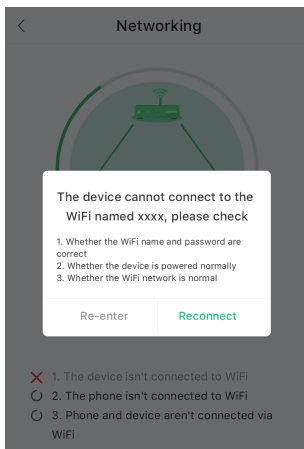 Networking
The device cannot connect to the
WiFi named xxxx, please check
1. Whether the WiFi name and password are
correct
2. Whether the device is powered normally
3. Whether the WiFi network is normal
Re-enter Reconnect
1. The device isn't connected to WiFi
2. The phone isn't connected to WiFi
3. Phone and device aren't connected via
WiFi